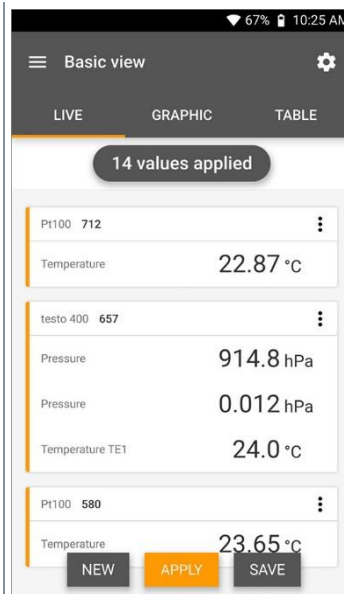 67% 10:25 AM
Basic view
LIVE GRAPHIC TABLE
14 values applied
Pt100 712
Temperature 22.87 °C
testo 400 657
Pressure 914.8 hPa
Pressure 0.012 hPa
Temperature TE1 24.0 °C
Pt100 580
Temperature 23.65 °C
NEW APPLY SAVE